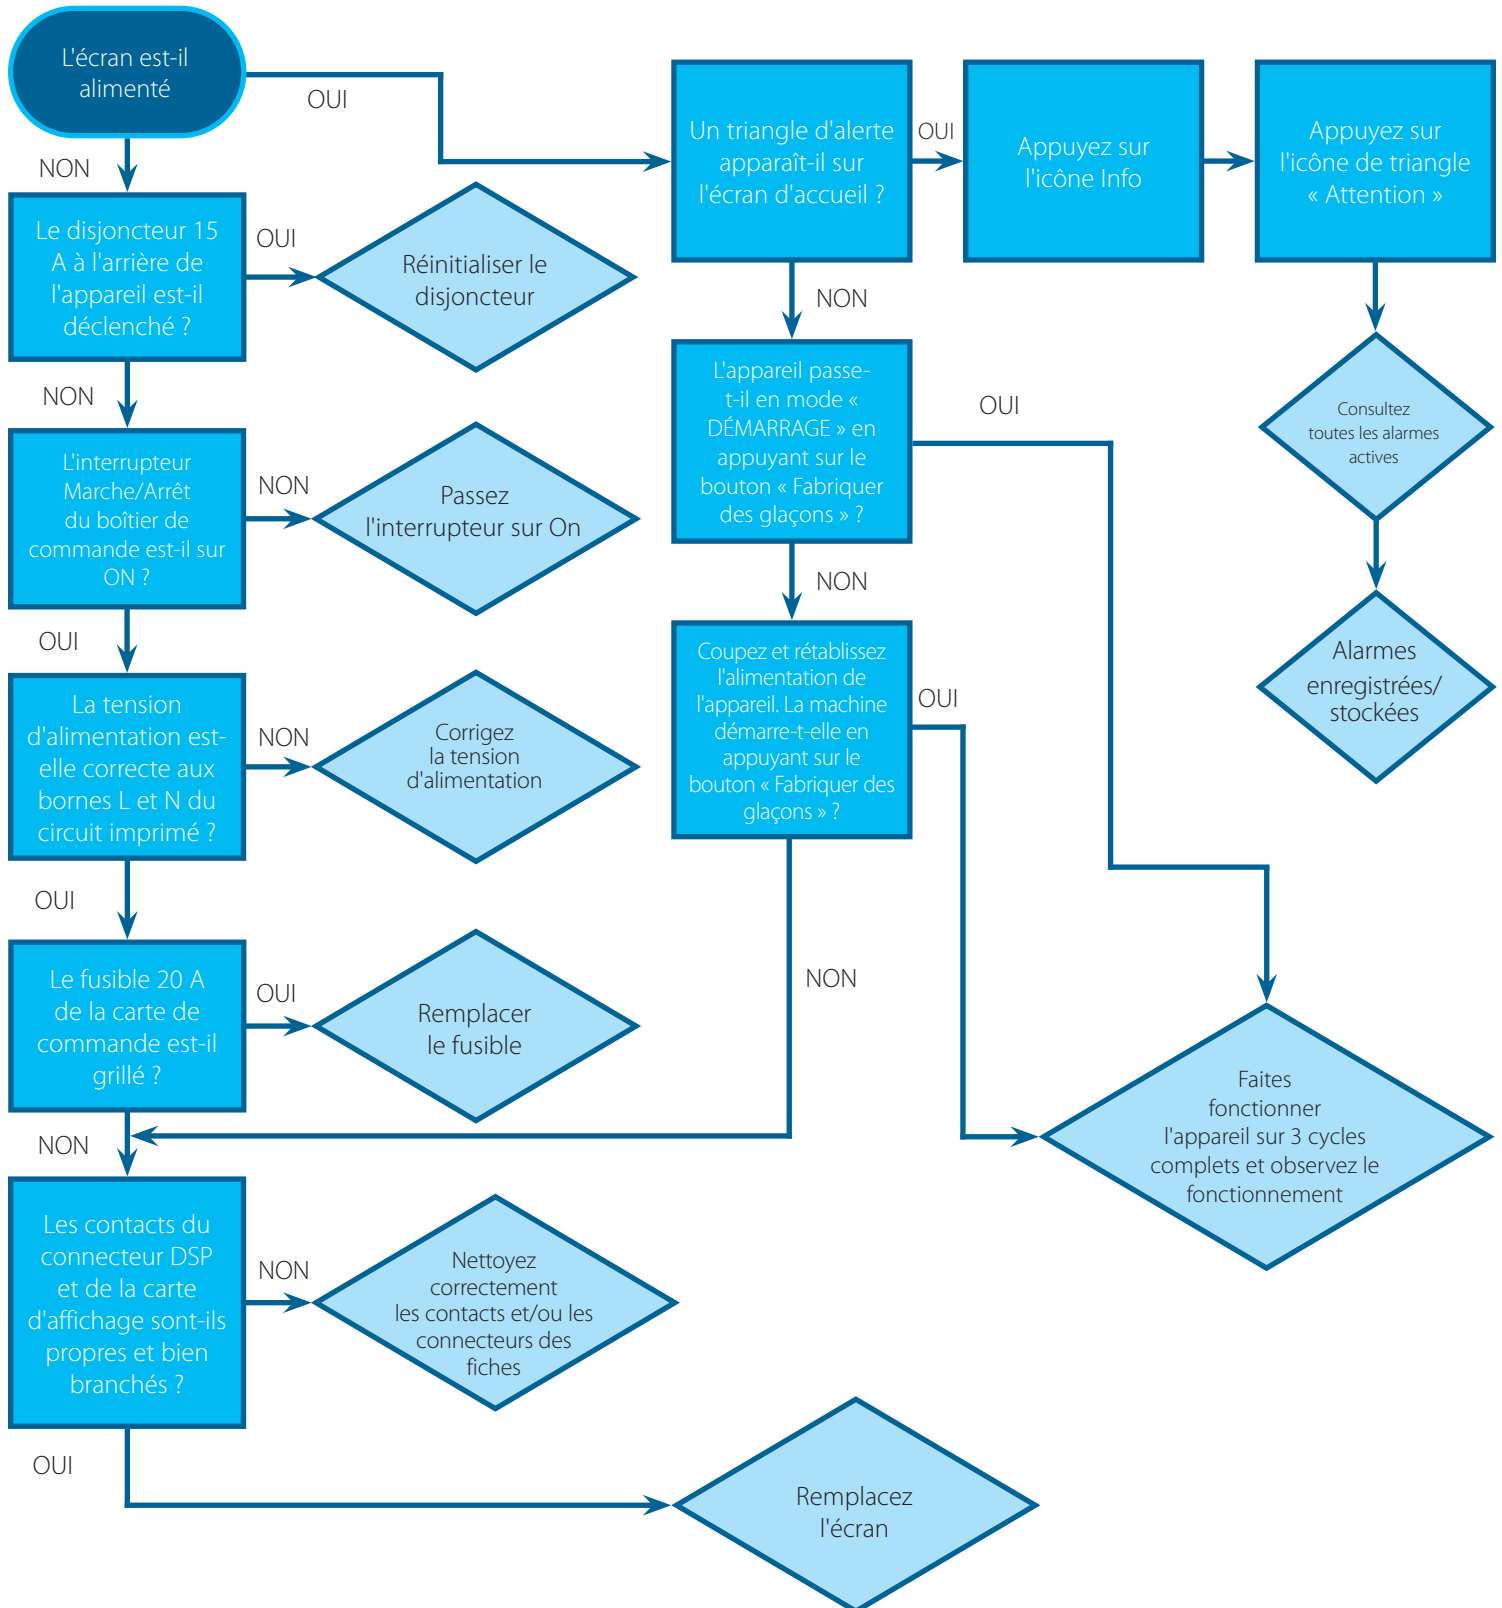 L'écran est-il
alimenté
OUI
NON
Le disjoncteur 15
A à l'arrière de
l'appareil est-il
déclenché ?
OUI
Réinitialiser le
disjoncteur
NON
L'interrupteur
Marche/Arrêt
du boîtier de
commande est-il sur
ON ?
NON
Passez
l'interrupteur sur On
OUI
La tension
d'alimentation est-
elle correcte aux
bornes L et N du
circuit imprimé ?
NON
Corrigez
la tension
d'alimentation
OUI
Le fusible 20 A
de la carte de
commande est-il
grillé ?
OUI
Remplacer
le fusible
NON
Les contacts du
connecteur DSP
et de la carte
d'affichage sont-ils
propres et bien
branchés ?
NON
Nettoyez
correctement
les contacts et/ou les
connecteurs des
fiches
OUI
Remplacez
l'écran
Un triangle d'alerte
apparaît-il sur
l'écran d'accueil ?
OUI
Appuyez sur
l'icône Info
Appuyez sur
l'icône de triangle
« Attention »
Consultez
toutes les alarmes
actives
Alarmes
enregistrées/
stockées
NON
L'appareil passe-
t-il en mode «
DÉMARRAGE » en
appuyant sur le
bouton « Fabriquer
des glaçons » ?
OUI
NON
Coupez et rétablissez
l'alimentation de
l'appareil. La machine
démarre-t-elle en
appuyant sur le
bouton « Fabriquer des
glaçons » ?
OUI
NON
Faites
fonctionner
l'appareil sur 3 cycles
complets et observez le
fonctionnement